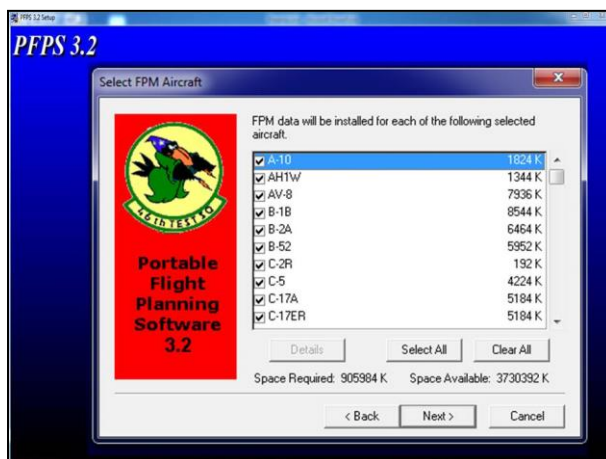 PFPS 3.2 Setup
PFPS 3.2
Select FPM Aircraft
FPM data will be installed for each of the following selected
aircraft.
A-10 1824 K
AH1W 1344 K
AV-8 7936 K
B-1B 8544 K
B-2A 6464 K
B-52 5952 K
C-2R 192 K
C-5 4224 K
C-17A 5184 K
C-17ER 5184 K
46th TEST SQ
Portable
Flight
Planning
Software
3.2
Details Select All Clear All
Space Required: 905984 K Space Available: 3730392 K
< Back Next > Cancel